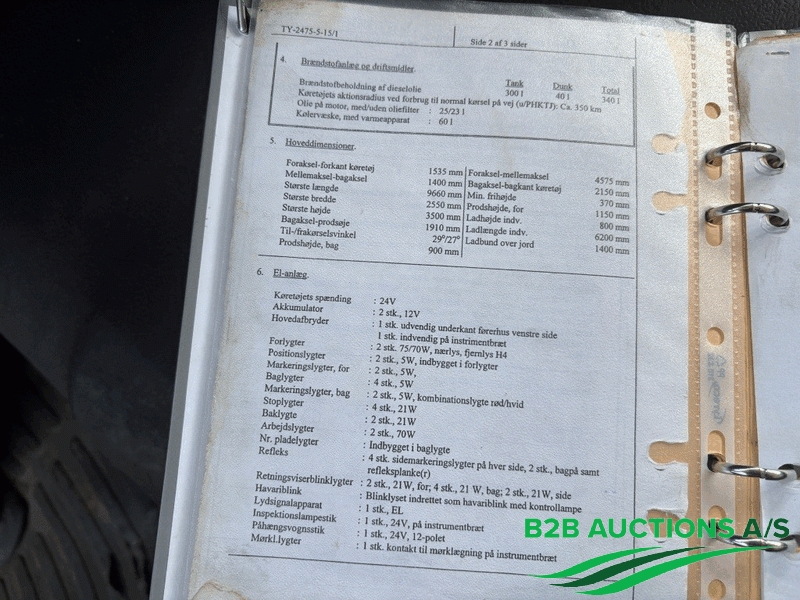 TY-2475-5-15/1
Side 2 af 3 sider
4. Brændstofanlæg og driftsmidler.
Tank Dunk Total
Brændstofbeholdning af dieselolie 300 l 40 l 340 l
Køretøjets aktionsradius ved forbrug til normal kørsel på vej (u/PHKTJ): Ca. 350 km
Olie på motor, med/uden oliefilter : 25/23 l
Kølervæske, med varmeapparat : 60 l
5. Hoveddimensioner.
Foraksel-forkant køretøj 1535 mm Foraksel-mellemaksel 4575 mm
Mellemaksel-bagaksel 1400 mm Bagaksel-bagkant køretøj 2150 mm
Største længde 9660 mm Min. frihøjde 370 mm
Største bredde 2550 mm Prodshøjde, for 1150 mm
Største højde 3500 mm Ladhøjde indv. 800 mm
Bagaksel-prodsøje 1910 mm Ladlængde indv. 6200 mm
Til-/frakørselsvinkel 29°/27° Ladbund over jord 1400 mm
Prodshøjde, bag 900 mm
6. El-anlæg.
Køretøjets spænding : 24V
Akkumulator : 2 stk., 12V
Hovedafbryder : 1 stk. udvendig underkant førerhus venstre side
1 stk. indvendig på instrimentbræt
Forlygter : 2 stk. 75/70W, nærlys, fjernlys H4
Positionslygter : 2 stk., 5W, indbygget i forlygter
Markeringslygter, for : 2 stk., 5W,
Baglygter : 4 stk., 5W
Markeringslygter, bag : 2 stk., 5W, kombinationslygte rød/hvid
Stoplygter : 4 stk., 21W
Baklygte : 2 stk., 21W
Arbejdslygter : 2 stk., 70W
Nr. pladelygter : Indbygget i baglygte
Refleks : 4 stk. sidemarkeringslygter på hver side, 2 stk., bagpå samt
refleksplanke(r)
Retningsviserblinklygter : 2 stk., 21W, for; 4 stk., 21 W, bag; 2 stk., 21W, side
Havariblink : Blinklyset indrettet som havariblink med kontrollampe
Lydsignalapparat : 1 stk., EL
Inspektionslampestik : 1 stk., 24V, på instrumentbræt
Påhængsvognsstik : 1 stk., 24V, 12-polet
Mørkl.lygter : 1 stk. kontakt til mørklægning på instrumentbræt
B2B AUCTIONS A/S